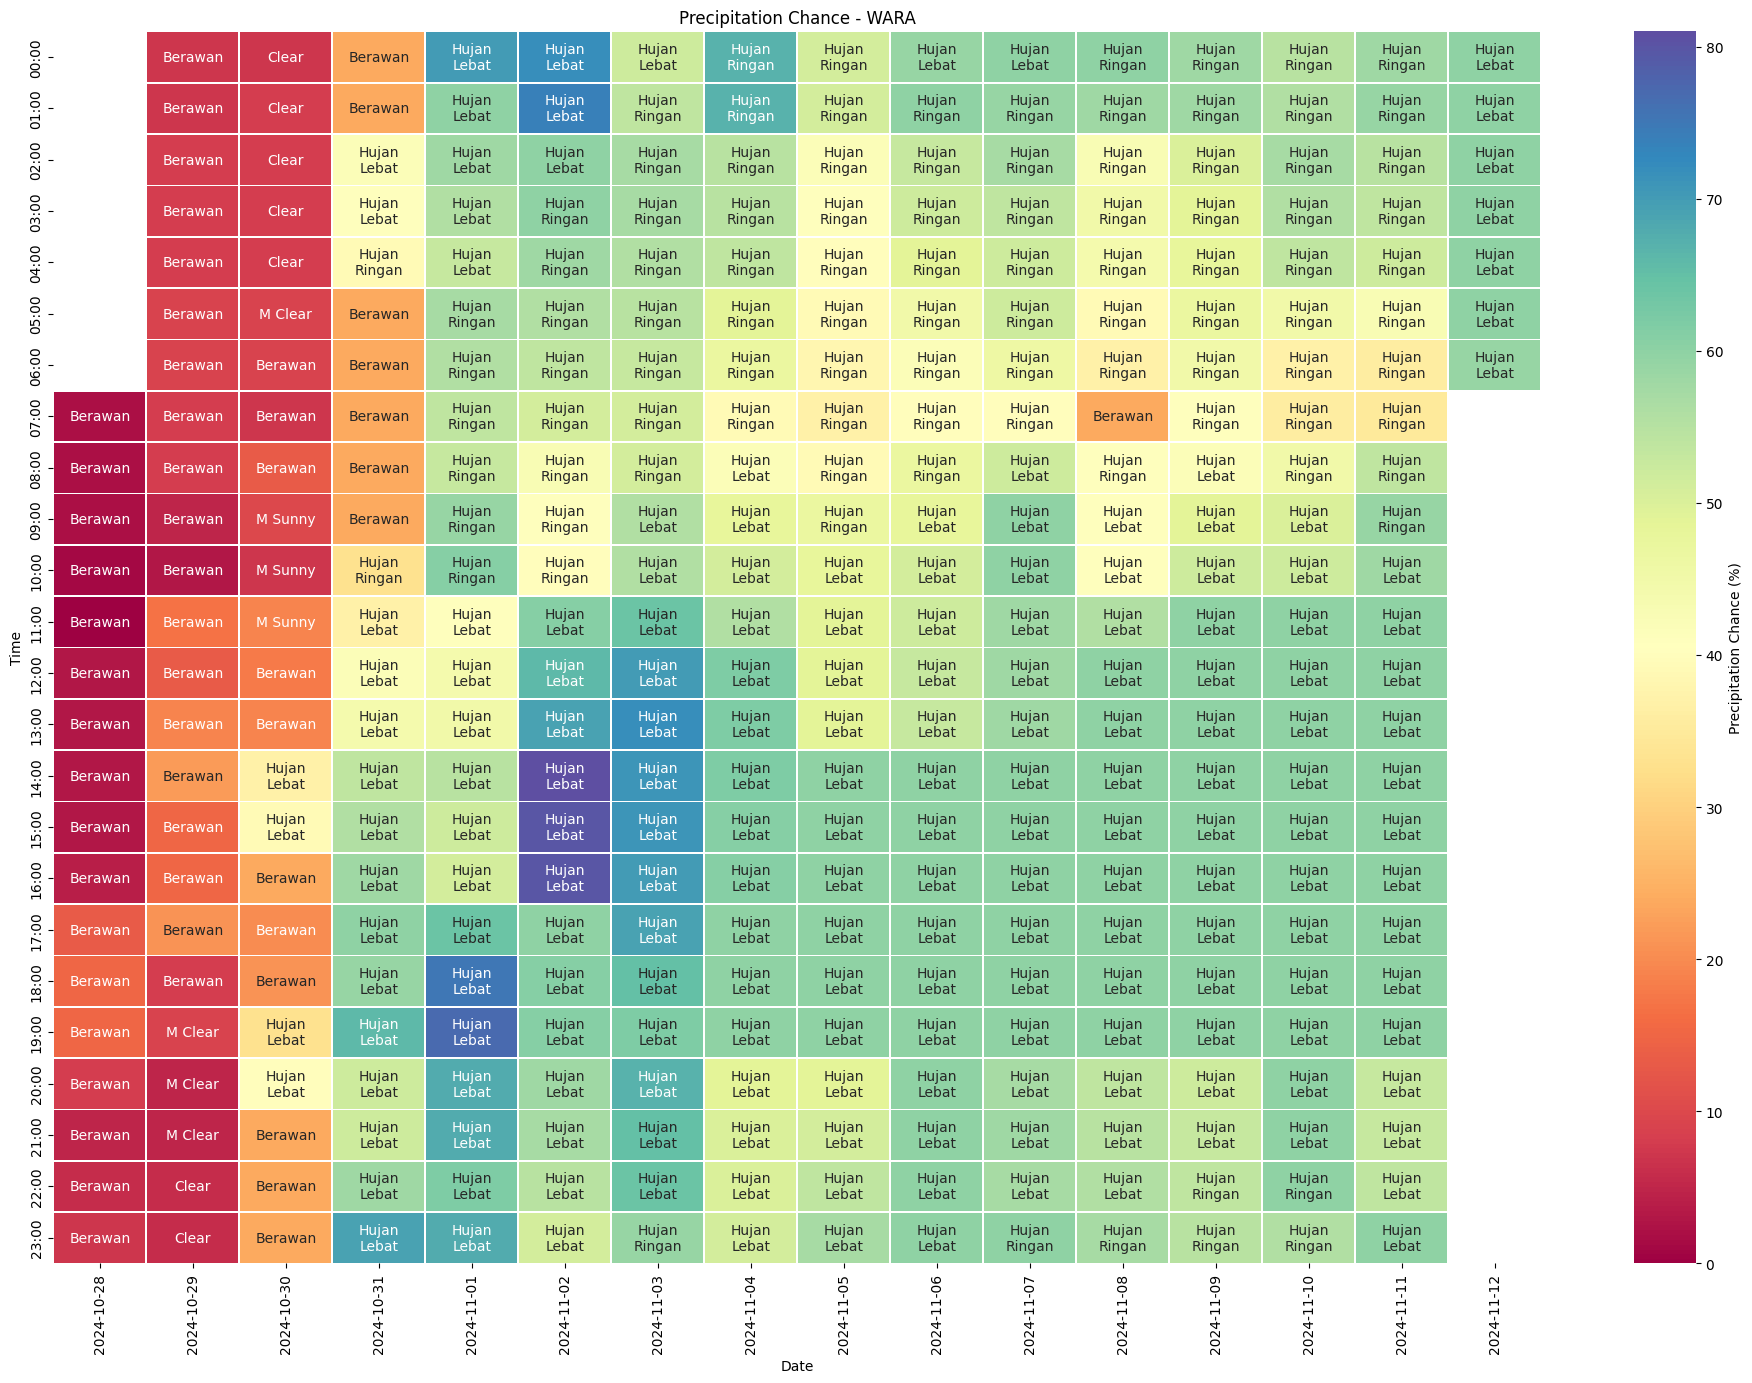 Precipitation Chance - WARA
00:00 Berawan Clear Berawan Hujan Lebat Hujan Lebat Hujan Lebat Hujan Ringan Hujan Ringan Hujan Lebat Hujan Lebat Hujan Ringan Hujan Ringan Hujan Ringan Hujan Ringan Hujan Lebat
01:00 Berawan Clear Berawan Hujan Lebat Hujan Lebat Hujan Ringan Hujan Ringan Hujan Ringan Hujan Ringan Hujan Ringan Hujan Ringan Hujan Ringan Hujan Ringan Hujan Ringan Hujan Lebat
02:00 Berawan Clear Hujan Lebat Hujan Lebat Hujan Lebat Hujan Ringan Hujan Ringan Hujan Ringan Hujan Ringan Hujan Ringan Hujan Ringan Hujan Ringan Hujan Ringan Hujan Ringan Hujan Lebat
03:00 Berawan Clear Hujan Lebat Hujan Lebat Hujan Ringan Hujan Ringan Hujan Ringan Hujan Ringan Hujan Ringan Hujan Ringan Hujan Ringan Hujan Ringan Hujan Ringan Hujan Ringan Hujan Lebat
04:00 Berawan Clear Hujan Ringan Hujan Lebat Hujan Ringan Hujan Ringan Hujan Ringan Hujan Ringan Hujan Ringan Hujan Ringan Hujan Ringan Hujan Ringan Hujan Ringan Hujan Ringan Hujan Lebat
05:00 Berawan M Clear Berawan Hujan Ringan Hujan Ringan Hujan Ringan Hujan Ringan Hujan Ringan Hujan Ringan Hujan Ringan Hujan Ringan Hujan Ringan Hujan Ringan Hujan Ringan Hujan Lebat
06:00 Berawan Berawan Berawan Hujan Ringan Hujan Ringan Hujan Ringan Hujan Ringan Hujan Ringan Hujan Ringan Hujan Ringan Hujan Ringan Hujan Ringan Hujan Ringan Hujan Ringan Hujan Lebat
07:00 Berawan Berawan Berawan Berawan Hujan Ringan Hujan Ringan Hujan Ringan Hujan Ringan Hujan Ringan Hujan Ringan Hujan Ringan Berawan Hujan Ringan Hujan Ringan Hujan Ringan
08:00 Berawan Berawan Berawan Berawan Hujan Ringan Hujan Ringan Hujan Ringan Hujan Lebat Hujan Ringan Hujan Ringan Hujan Lebat Hujan Ringan Hujan Lebat Hujan Ringan Hujan Ringan
09:00 Berawan Berawan M Sunny Berawan Hujan Ringan Hujan Ringan Hujan Lebat Hujan Lebat Hujan Ringan Hujan Lebat Hujan Lebat Hujan Lebat Hujan Lebat Hujan Lebat Hujan Ringan
10:00 Berawan Berawan M Sunny Hujan Ringan Hujan Ringan Hujan Ringan Hujan Lebat Hujan Lebat Hujan Lebat Hujan Lebat Hujan Lebat Hujan Lebat Hujan Lebat Hujan Lebat Hujan Lebat
11:00 Berawan Berawan M Sunny Hujan Lebat Hujan Lebat Hujan Lebat Hujan Lebat Hujan Lebat Hujan Lebat Hujan Lebat Hujan Lebat Hujan Lebat Hujan Lebat Hujan Lebat Hujan Lebat
12:00 Berawan Berawan Berawan Hujan Lebat Hujan Lebat Hujan Lebat Hujan Lebat Hujan Lebat Hujan Lebat Hujan Lebat Hujan Lebat Hujan Lebat Hujan Lebat Hujan Lebat Hujan Lebat
13:00 Berawan Berawan Berawan Hujan Lebat Hujan Lebat Hujan Lebat Hujan Lebat Hujan Lebat Hujan Lebat Hujan Lebat Hujan Lebat Hujan Lebat Hujan Lebat Hujan Lebat Hujan Lebat
14:00 Berawan Berawan Hujan Lebat Hujan Lebat Hujan Lebat Hujan Lebat Hujan Lebat Hujan Lebat Hujan Lebat Hujan Lebat Hujan Lebat Hujan Lebat Hujan Lebat Hujan Lebat Hujan Lebat
15:00 Berawan Berawan Hujan Lebat Hujan Lebat Hujan Lebat Hujan Lebat Hujan Lebat Hujan Lebat Hujan Lebat Hujan Lebat Hujan Lebat Hujan Lebat Hujan Lebat Hujan Lebat Hujan Lebat
16:00 Berawan Berawan Berawan Hujan Lebat Hujan Lebat Hujan Lebat Hujan Lebat Hujan Lebat Hujan Lebat Hujan Lebat Hujan Lebat Hujan Lebat Hujan Lebat Hujan Lebat Hujan Lebat
17:00 Berawan Berawan Berawan Hujan Lebat Hujan Lebat Hujan Lebat Hujan Lebat Hujan Lebat Hujan Lebat Hujan Lebat Hujan Lebat Hujan Lebat Hujan Lebat Hujan Lebat Hujan Lebat
18:00 Berawan Berawan Berawan Hujan Lebat Hujan Lebat Hujan Lebat Hujan Lebat Hujan Lebat Hujan Lebat Hujan Lebat Hujan Lebat Hujan Lebat Hujan Lebat Hujan Lebat Hujan Lebat
19:00 Berawan M Clear Hujan Lebat Hujan Lebat Hujan Lebat Hujan Lebat Hujan Lebat Hujan Lebat Hujan Lebat Hujan Lebat Hujan Lebat Hujan Lebat Hujan Lebat Hujan Lebat Hujan Lebat
20:00 Berawan M Clear Hujan Lebat Hujan Lebat Hujan Lebat Hujan Lebat Hujan Lebat Hujan Lebat Hujan Lebat Hujan Lebat Hujan Lebat Hujan Lebat Hujan Lebat Hujan Lebat Hujan Lebat
21:00 Berawan M Clear Berawan Hujan Lebat Hujan Lebat Hujan Lebat Hujan Lebat Hujan Lebat Hujan Lebat Hujan Lebat Hujan Lebat Hujan Lebat Hujan Lebat Hujan Lebat Hujan Lebat
22:00 Berawan Clear Berawan Hujan Lebat Hujan Lebat Hujan Lebat Hujan Lebat Hujan Lebat Hujan Lebat Hujan Lebat Hujan Lebat Hujan Lebat Hujan Ringan Hujan Ringan Hujan Lebat
23:00 Berawan Clear Berawan Hujan Lebat Hujan Lebat Hujan Lebat Hujan Ringan Hujan Lebat Hujan Lebat Hujan Lebat Hujan Ringan Hujan Ringan Hujan Ringan Hujan Ringan Hujan Lebat
Time
2024-10-28 2024-10-29 2024-10-30 2024-10-31 2024-11-01 2024-11-02 2024-11-03 2024-11-04 2024-11-05 2024-11-06 2024-11-07 2024-11-08 2024-11-09 2024-11-10 2024-11-11 2024-11-12
Date
80
70
60
50
40
30
20
10
0
Precipitation Chance (%)